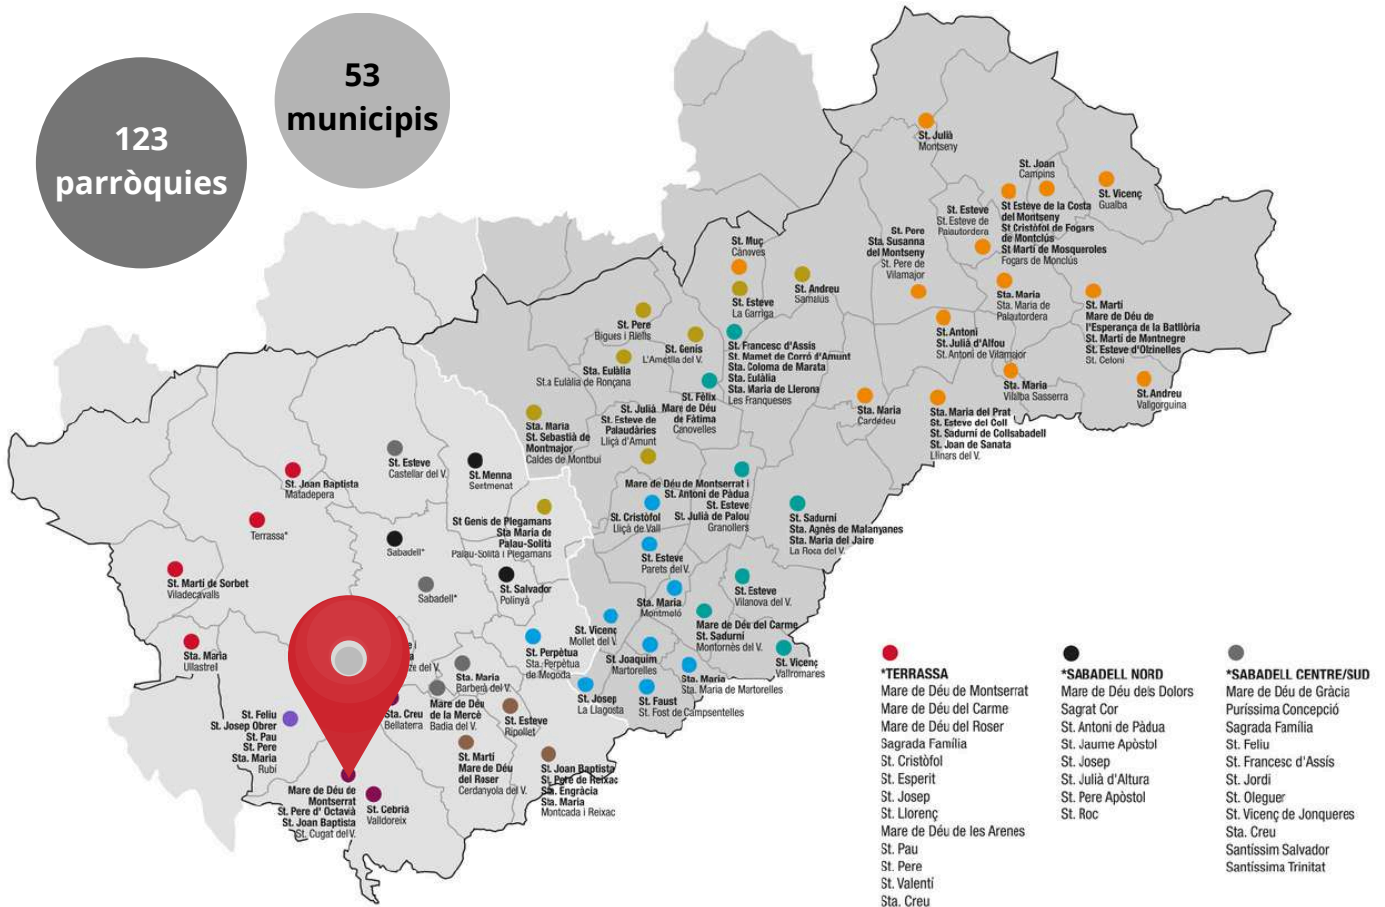 123
parròquies
53
municipis
St. Julià
Montseny
St. Joan
Campins
St. Vicenç
Gualba
St Esteve de la Costa
del Montseny
St Cristòfol de Fogars
de Montclús
St Martí de Mosqueroles
Fogars de Monclús
St. Esteve
St. Esteve de
Palautordera
St. Pere
Sta. Susanna
del Montseny
St. Pere de
Vilamajor
St. Muç
Cànoves
St. Esteve
La Garriga
St. Andreu
Samalús
Sta. Maria
Sta. Maria de
Palautordera
St. Martí
Mare de Déu de
l'Esperança de la Batllòria
St. Martí de Montnegre
St. Esteve d'Olzinelles
St. Celoni
St. Antoni
St. Julià d'Alfou
St. Antoni de Vilamajor
St. Pere
Bigues i Riells
St. Genís
L'Ametlla del V.
St. Francesc d'Assís
St. Mamet de Corró d'Amunt
Sta. Coloma de Marata
Sta. Eulàlia
Sta. Maria de Llerona
Les Franqueses
Sta. Eulàlia
St.a Eulàlia de Ronçana
St. Fèlix
Mare de Déu
de Fàtima
Canovelles
St. Julià
St. Esteve de
Palaudàries
Lliçà d'Amunt
Sta. Maria
Vilalba Sasserra
St. Andreu
Vallgorguina
Sta. Maria
Cardedeu
Sta. Maria del Prat
St. Esteve del Coll
St. Sadurní de Collsabadell
St. Joan de Sanata
Llinars del V.
Sta. Maria
St. Sebastià de
Montmajor
Caldes de Montbui
St. Esteve
Castellar del V.
St. Menna
Sentmenat
St. Joan Baptista
Matadepera
Terrassa*
Sabadell*
Mare de Déu de Montserrat i
St. Antoni de Pàdua
St. Esteve
St. Julià de Palou
Granollers
St. Cristòfol
Lliçà de Vall
St. Sadurní
Sta. Agnès de Malanyanes
Sta. Maria del Jaire
La Roca del V.
St Genís de Plegamans
Sta Maria de
Palau-Solità
Palau-Solità i Plegamans
St. Esteve
Parets del V.
St. Martí de Sorbet
Viladecavalls
Sabadell*
St. Salvador
Polinyà
Sta. Maria
Montmeló
St. Esteve
Vilanova del V.
Mare de Déu del Carme
St. Sadurní
Montornès del V.
St. Vicenç
Mollet del V.
Sta. Maria
Ullastrell
St. Perpètua
Sta. Perpètua
de Mogoda
St. Joaquim
Martorelles
St. Vicenç
Vallromanes
Sta. Maria
Sta. Maria de Martorelles
Sta. Maria
Barberà del V.
St. Josep
La Llagosta
St. Faust
St. Fost de Campsentelles
Mare de Déu
de la Mercè
Badia del V.
Sta. Creu
Bellaterra
St. Esteve
Ripollet
St. Feliu
St. Josep Obrer
St. Pau
St. Pere
Sta. Maria
Rubí
St. Martí
Mare de Déu
del Roser
Cerdanyola del V.
St. Joan Baptista
St. Pere de Reixac
Sta. Engràcia
Sta. Maria
Montcada i Reixac
Mare de Déu de
Montserrat
St. Pere d' Octavià
St. Joan Baptista
St. Cugat del V.
St. Cebrià
Valldoreix
*TERRASSA
Mare de Déu de Montserrat
Mare de Déu del Carme
Mare de Déu del Roser
Sagrada Família
St. Cristòfol
St. Esperit
St. Josep
St. Llorenç
Mare de Déu de les Arenes
St. Pau
St. Pere
St. Valentí
Sta. Creu
*SABADELL NORD
Mare de Déu dels Dolors
Sagrat Cor
St. Antoni de Pàdua
St. Jaume Apòstol
St. Josep
St. Julià d'Altura
St. Pere Apòstol
St. Roc
*SABADELL CENTRE/SUD
Mare de Déu de Gràcia
Puríssima Concepció
Sagrada Família
St. Feliu
St. Francesc d'Assís
St. Jordi
St. Oleguer
St. Vicenç de Jonqueres
Sta. Creu
Santíssim Salvador
Santíssima Trinitat